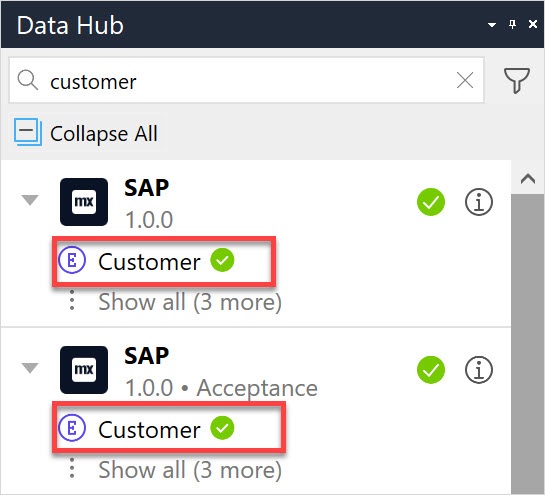 Data Hub
customer
Collapse All
mx
SAP
1.0.0
E Customer
Show all (3 more)
mx
SAP
1.0.0 • Acceptance
E Customer
Show all (3 more)